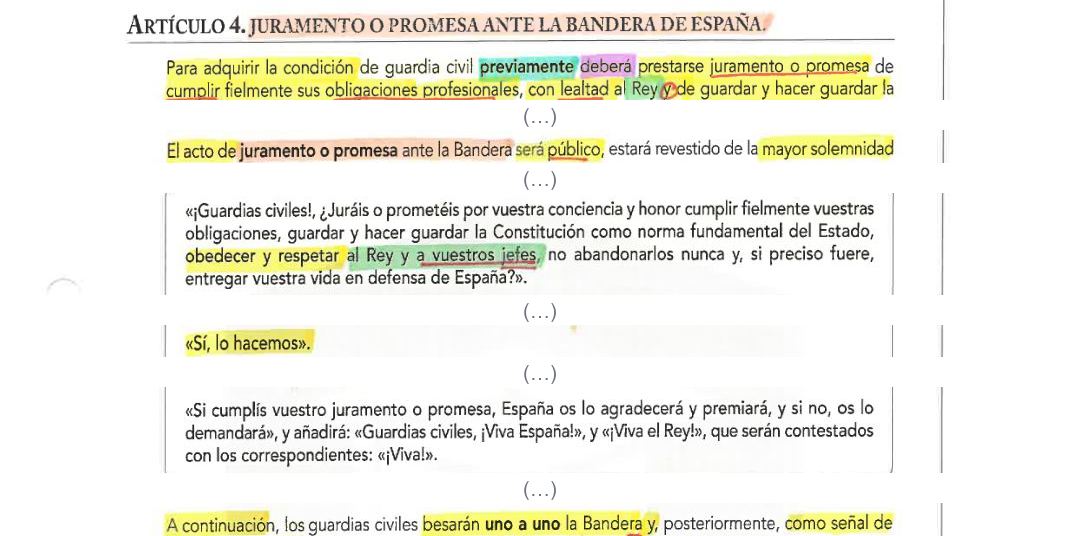 ARTÍCULO 4. JURAMENTO O PROMESA ANTE LA BANDERA DE ESPAÑA.
Para adquirir la condición de guardia civil previamente deberá prestarse juramento o promesa de
cumplir fielmente sus obligaciones profesionales, con lealtad al Rey y de guardar y hacer guardar la
(...)
El acto de juramento o promesa ante la Bandera será público, estará revestido de la mayor solemnidad
(...)
«¡Guardias civiles!, ¿Juráis o prometéis por vuestra conciencia y honor cumplir fielmente vuestras
obligaciones, guardar y hacer guardar la Constitución como norma fundamental del Estado,
obedecer y respetar al Rey y a vuestros jefes, no abandonarlos nunca y, si preciso fuere,
entregar vuestra vida en defensa de España?».
(...)
«Sí, lo hacemos».
(...)
«Si cumplís vuestro juramento o promesa, España os lo agradecerá y premiará, y si no, os lo
demandará», y añadirá: «Guardias civiles, ¡Viva España!», y «¡Viva el Rey!», que serán contestados
con los correspondientes: «¡Viva!».
(...)
A continuación, los guardias civiles besarán uno a uno la Bandera y, posteriormente, como señal de